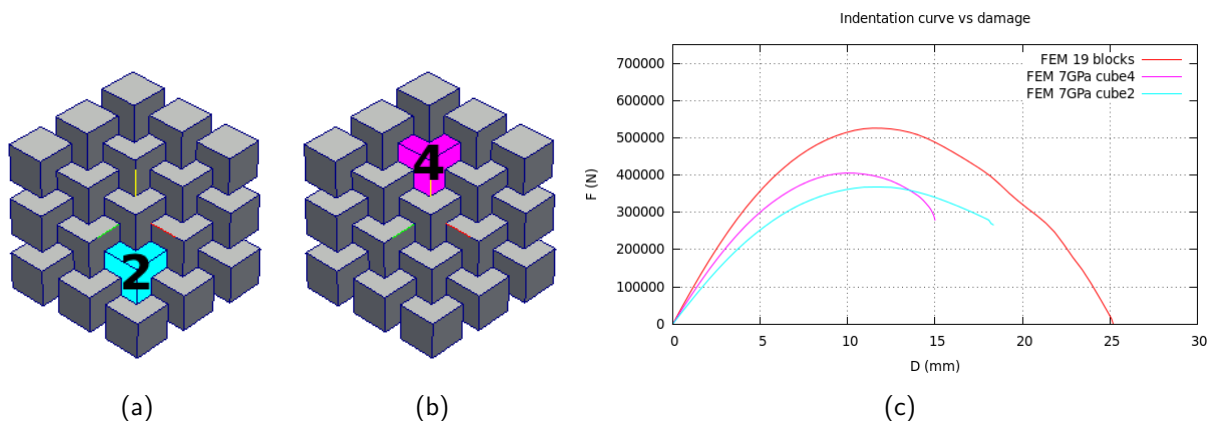 2
4
(a)
(b)
Indentation curve vs damage
F (N)
700000
600000
500000
400000
300000
200000
100000
0
FEM 19 blocks
FEM 7GPa cube4
FEM 7GPa cube2
0 5 10 15 20 25 30
D (mm)
(c)